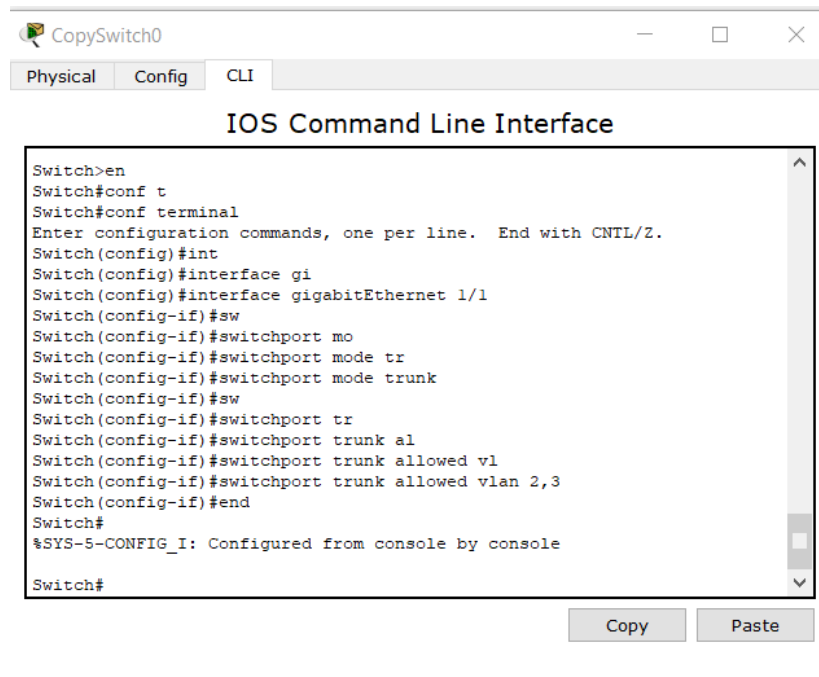 CopySwitch0
Physical Config CLI
IOS Command Line Interface
Switch>en
Switch#conf t
Switch#conf terminal
Enter configuration commands, one per line.  End with CNTL/Z.
Switch(config)#int
Switch(config)#interface gi
Switch(config)#interface gigabitEthernet 1/1
Switch(config-if)#sw
Switch(config-if)#switchport mo
Switch(config-if)#switchport mode tr
Switch(config-if)#switchport mode trunk
Switch(config-if)#sw
Switch(config-if)#switchport tr
Switch(config-if)#switchport trunk al
Switch(config-if)#switchport trunk allowed vl
Switch(config-if)#switchport trunk allowed vlan 2,3
Switch(config-if)#end
Switch#
%SYS-5-CONFIG_I: Configured from console by console
Switch#
Copy Paste